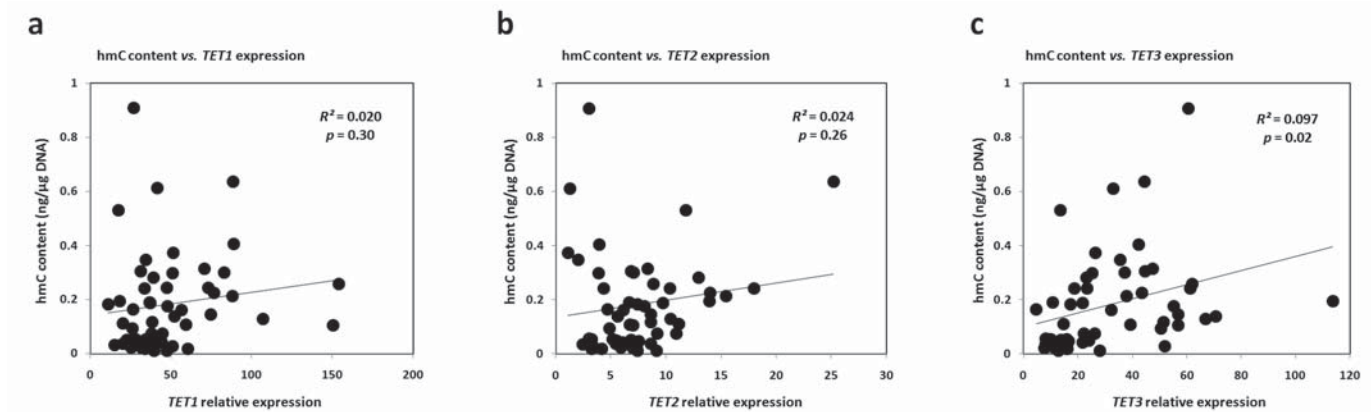 a
hmC content vs. TET1 expression
R² = 0.020
p = 0.30
hmC content (ng/µg DNA)
1
0.8
0.6
0.4
0.2
0
0
50
100
150
200
TET1 relative expression
b
hmC content vs. TET2 expression
R² = 0.024
p = 0.26
hmC content (ng/µg DNA)
1
0.8
0.6
0.4
0.2
0
0
5
10
15
20
25
30
TET2 relative expression
c
hmC content vs. TET3 expression
R² = 0.097
p = 0.02
hmC content (ng/µg DNA)
1
0.8
0.6
0.4
0.2
0
0
20
40
60
80
100
120
TET3 relative expression